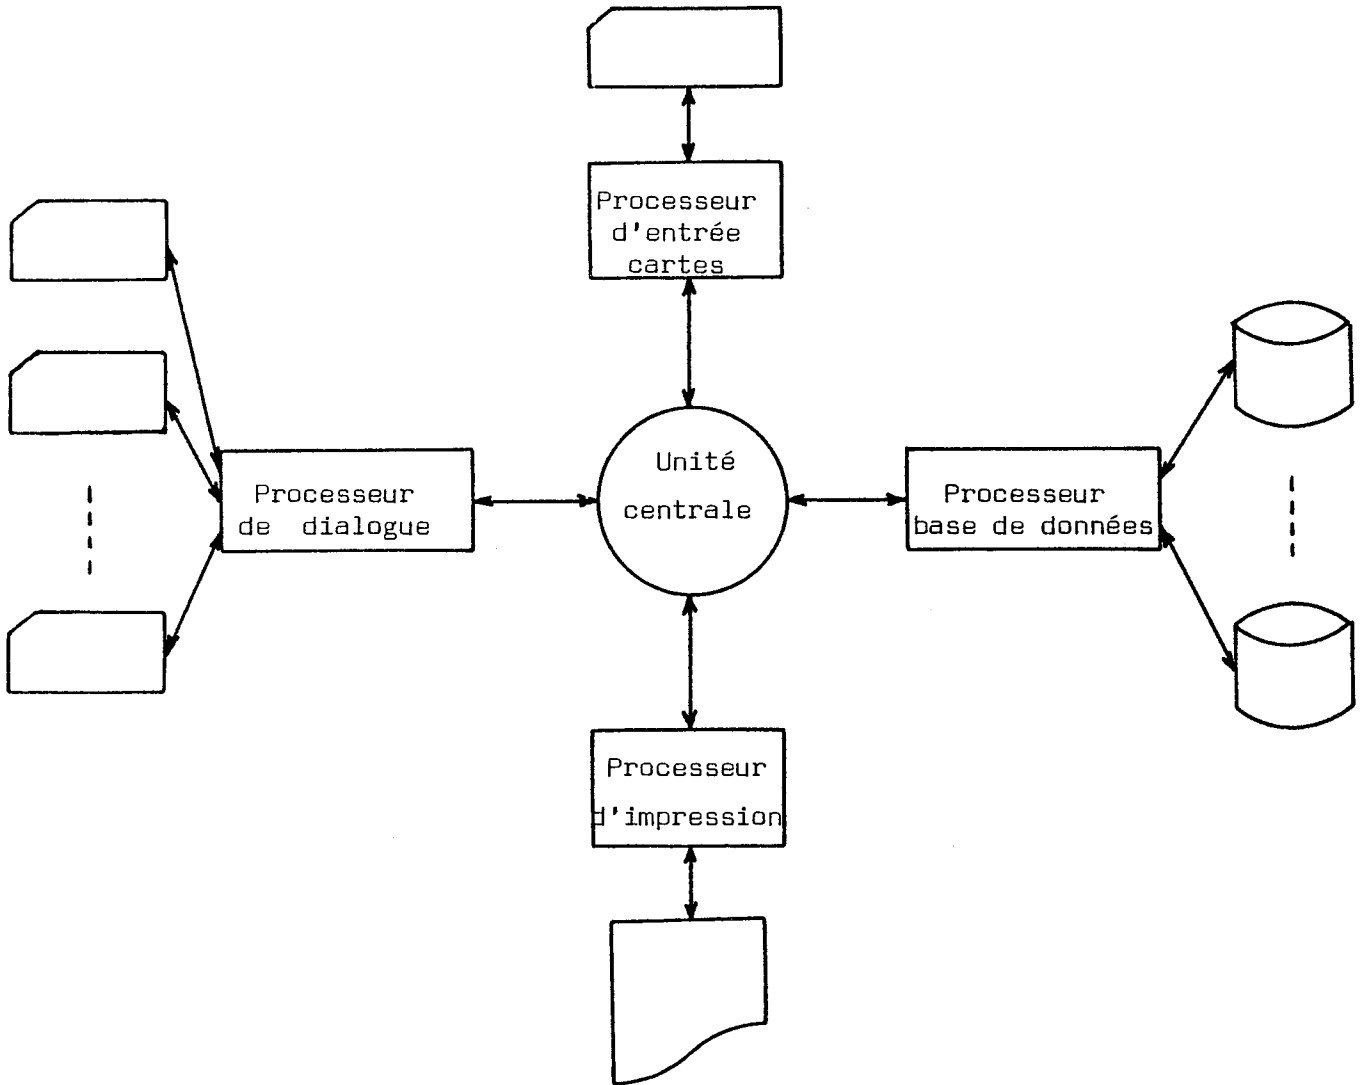 Processeur
d'entrée
cartes
Unité
centrale
Processeur
de dialogue
Processeur
base de données
Processeur
d'impression